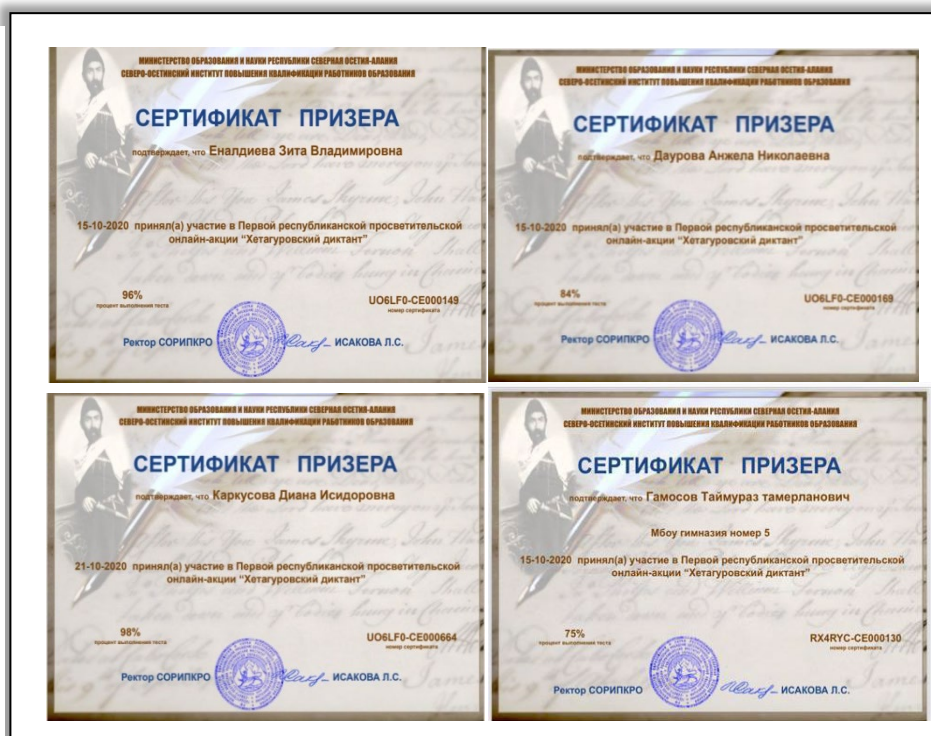 МИНИСТЕРСТВО ОБРАЗОВАНИЯ И НАУКИ РЕСПУБЛИКИ СЕВЕРНАЯ ОСЕТИЯ-АЛАНИЯ
СЕВЕРО-ОСЕТИНСКИЙ ИНСТИТУТ ПОВЫШЕНИЯ КВАЛИФИКАЦИИ РАБОТНИКОВ ОБРАЗОВАНИЯ
СЕРТИФИКАТ ПРИЗЕРА
подтверждает, что Еналдиева Зита Владимировна
15-10-2020 принял(а) участие в Первой республиканской просветительской
онлайн-акции “Хетагуровский диктант”
96%
процент выполнения теста
UO6LF0-CE000149
номер сертификата
Ректор СОРИПКРО ИСАКОВА Л.С.
МИНИСТЕРСТВО ОБРАЗОВАНИЯ И НАУКИ РЕСПУБЛИКИ СЕВЕРНАЯ ОСЕТИЯ-АЛАНИЯ
СЕВЕРО-ОСЕТИНСКИЙ ИНСТИТУТ ПОВЫШЕНИЯ КВАЛИФИКАЦИИ РАБОТНИКОВ ОБРАЗОВАНИЯ
СЕРТИФИКАТ ПРИЗЕРА
подтверждает, что Даурова Анжела Николаевна
15-10-2020 принял(а) участие в Первой республиканской просветительской
онлайн-акции “Хетагуровский диктант”
84%
процент выполнения теста
UO6LF0-CE000169
номер сертификата
Ректор СОРИПКРО ИСАКОВА Л.С.
МИНИСТЕРСТВО ОБРАЗОВАНИЯ И НАУКИ РЕСПУБЛИКИ СЕВЕРНАЯ ОСЕТИЯ-АЛАНИЯ
СЕВЕРО-ОСЕТИНСКИЙ ИНСТИТУТ ПОВЫШЕНИЯ КВАЛИФИКАЦИИ РАБОТНИКОВ ОБРАЗОВАНИЯ
СЕРТИФИКАТ ПРИЗЕРА
подтверждает, что Каркусова Диана Исидоровна
21-10-2020 принял(а) участие в Первой республиканской просветительской
онлайн-акции “Хетагуровский диктант”
98%
процент выполнения теста
UO6LF0-CE000664
номер сертификата
Ректор СОРИПКРО ИСАКОВА Л.С.
МИНИСТЕРСТВО ОБРАЗОВАНИЯ И НАУКИ РЕСПУБЛИКИ СЕВЕРНАЯ ОСЕТИЯ-АЛАНИЯ
СЕВЕРО-ОСЕТИНСКИЙ ИНСТИТУТ ПОВЫШЕНИЯ КВАЛИФИКАЦИИ РАБОТНИКОВ ОБРАЗОВАНИЯ
СЕРТИФИКАТ ПРИЗЕРА
подтверждает, что Гамосов Таймураз тамерланович
Мбоу гимназия номер 5
15-10-2020 принял(а) участие в Первой республиканской просветительской
онлайн-акции “Хетагуровский диктант”
75%
процент выполнения теста
RX4RYC-CE000130
номер сертификата
Ректор СОРИПКРО ИСАКОВА Л.С.